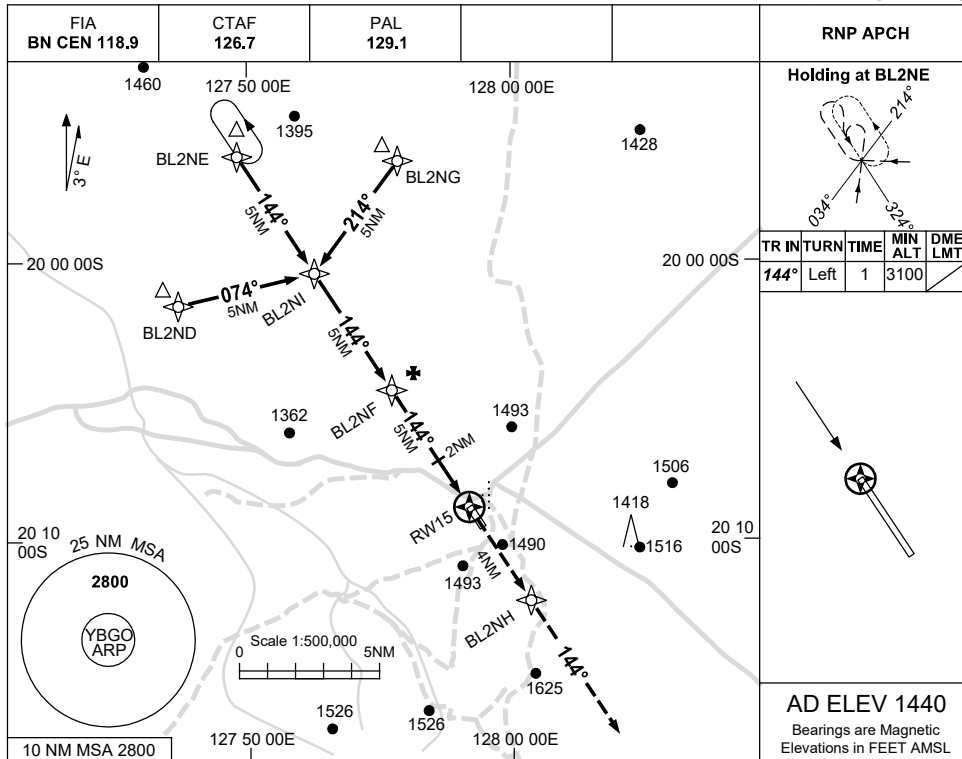 FIA
BN CEN 118.9
CTAF
126.7
PAL
129.1
RNP APCH
1460
127 50 00E
128 00 00E
1395
1428
3° E
BL2NE
BL2NG
144°
5NM
214°
5NM
20 00 00S
20 00 00S
074°
5NM
BL2NI
BL2ND
144°
5NM
BL2NF
1362
144°
5NM
2NM
1493
1506
1418
1516
RW15
20 10
00S
20 10
00S
1490
1493
4NM
BL2NH
144°
25 NM MSA
2800
YBGO
ARP
Scale 1:500,000
0
5NM
1625
1526
1526
10 NM MSA 2800
127 50 00E
128 00 00E
Holding at BL2NE
214°
034°
324°
TR IN TURN TIME MIN ALT DME LMT
144° Left 1 3100
AD ELEV 1440
Bearings are Magnetic
Elevations in FEET AMSL